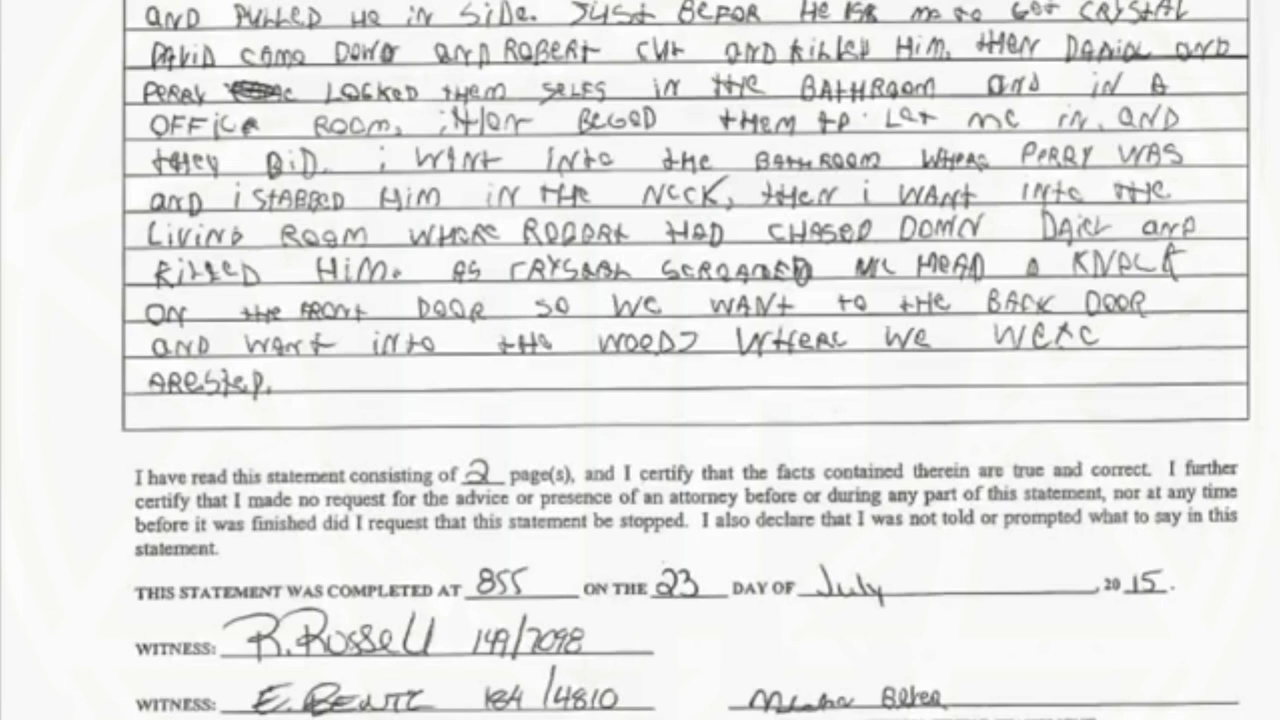 AND PULLED HE iN SiDe. JUSt BEFOR HE me to Get CRYStAL
DAViD CAMe DOWN AND ROBERt CUt AND KiLLeD HiM. tHeN DANieL AND
PERRY LOCKED tHem SeLFS iN tHe BAtHROOM AND iN A
OFFiCe ROOM. i tHeN BEGeD tHEM to Let me in. AND
tHEY DiD. i WeNt INto tHe BAtHROOM WHeRe PeRRY WAS
AND i StABBED HiM iN tHe NeCK, tHeN i WANt INto tHe
LiViNG ROOM WHeRe ROBERt HAD CHASeD DOWN AND
KiLLeD HiM. AS CRYStAL SCReAMeD We HeAD A
ON tHe FRONt DOOR SO We WANt to tHe BACK DOOR
AND WeNt iNto tHe WOODS WHeRe We WeRe
AReSteD.
I have read this statement consisting of 2 page(s), and I certify that the facts contained therein are true and correct. I further
certify that I made no request for the advice or presence of an attorney before or during any part of this statement, nor at any time
before it was finished did I request that this statement be stopped. I also declare that I was not told or prompted what to say in this
statement.
THIS STATEMENT WAS COMPLETED AT 855 ON THE 23 DAY OF July 20 15.
WITNESS: R. Russell 149/7098
WITNESS: E. 184/4810